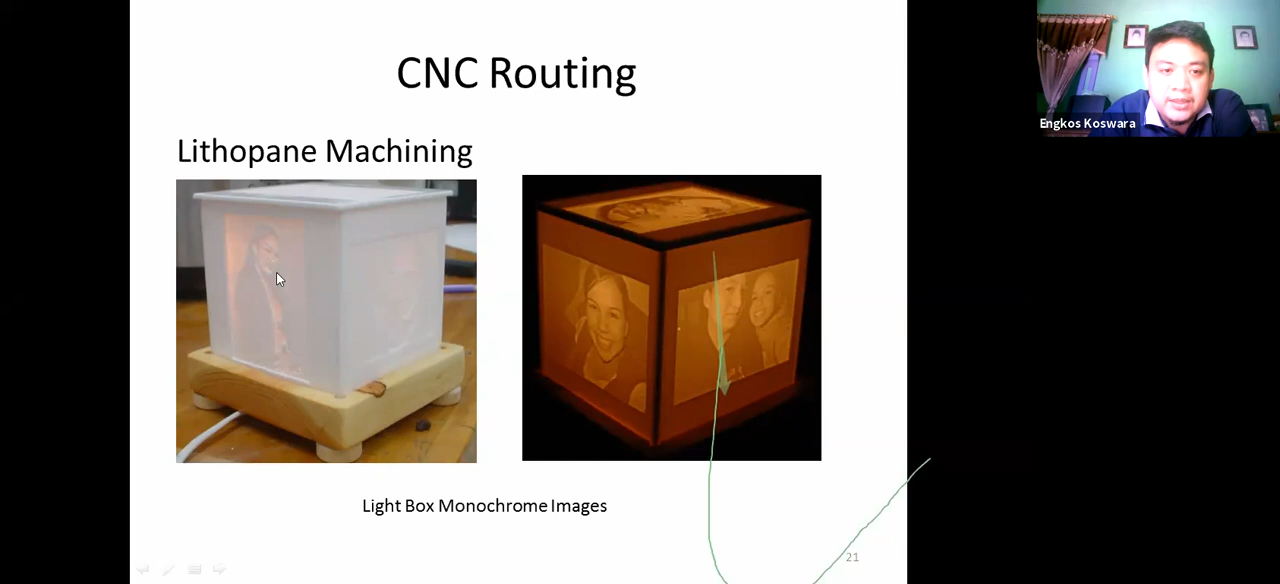 CNC Routing
Lithopane Machining
Engkos Koswara
Light Box Monochrome Images
21